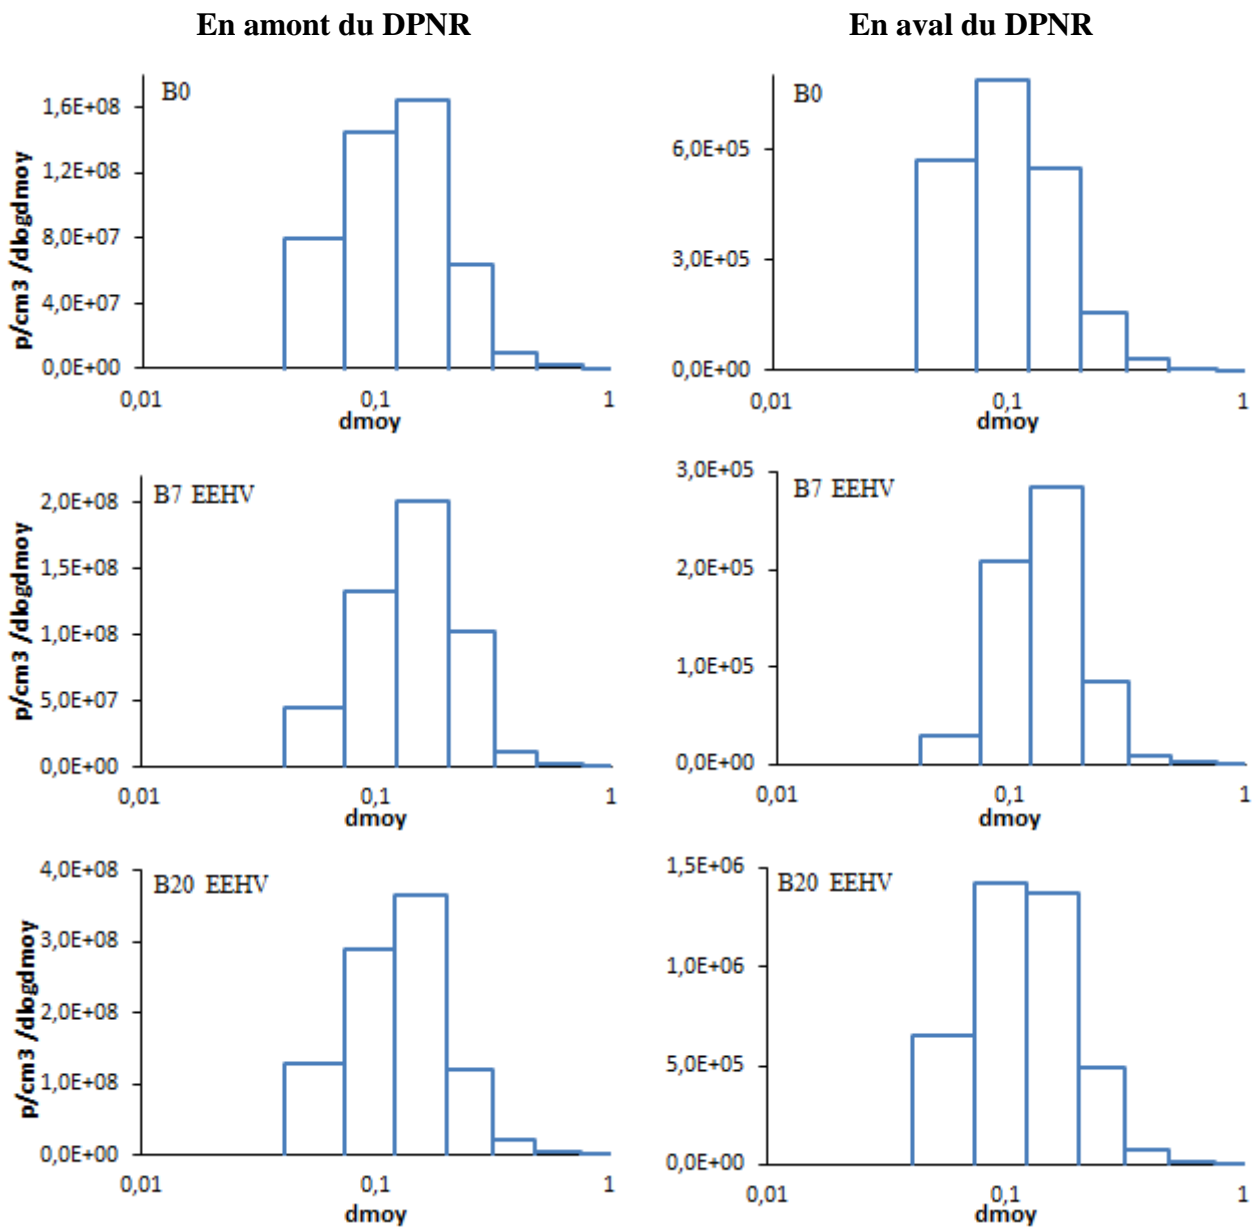 En amont du DPNR
En aval du DPNR
B0
p/cm3 /dlogdmoy
1,6E+08
1,2E+08
8,0E+07
4,0E+07
0,0E+00
0,01
0,1
1
dmoy
B0
6,0E+05
3,0E+05
0,0E+00
0,01
0,1
1
dmoy
B7 EEHV
p/cm3 /dlogdmoy
2,0E+08
1,5E+08
1,0E+08
5,0E+07
0,0E+00
0,01
0,1
1
dmoy
B7 EEHV
3,0E+05
2,0E+05
1,0E+05
0,0E+00
0,01
0,1
1
dmoy
B20 EEHV
p/cm3 /dlogdmoy
4,0E+08
3,0E+08
2,0E+08
1,0E+08
0,0E+00
0,01
0,1
1
dmoy
B20 EEHV
1,5E+06
1,0E+06
5,0E+05
0,0E+00
0,01
0,1
1
dmoy